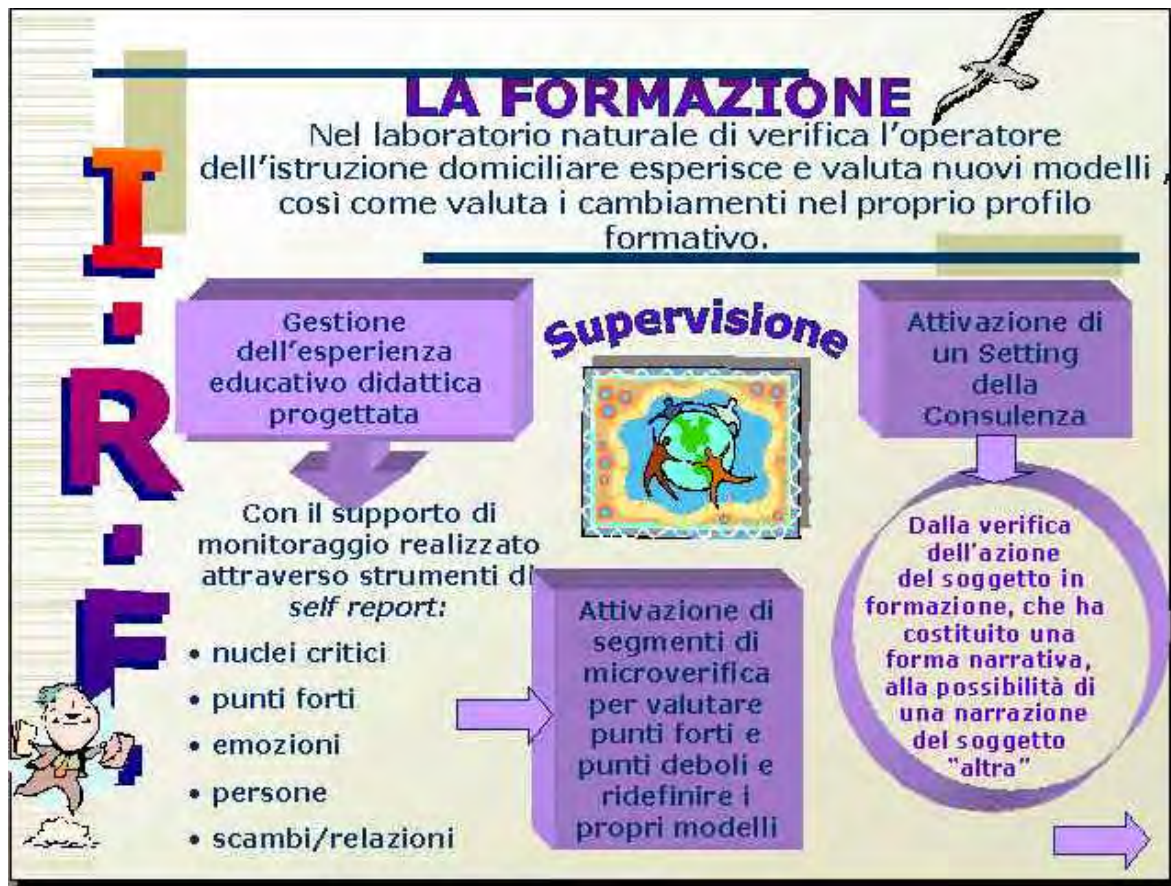 LA FORMAZIONE
Nel laboratorio naturale di verifica l'operatore
dell'istruzione domiciliare esperisce e valuta nuovi modelli ,
così come valuta i cambiamenti nel proprio profilo
formativo.
I.R.F.
Gestione
dell'esperienza
educativo didattica
progettata
Con il supporto di
monitoraggio realizzato
attraverso strumenti di
self report:
• nuclei critici
• punti forti
• emozioni
• persone
• scambi/relazioni
Supervisione
Attivazione di
segmenti di
microverifica
per valutare
punti forti e
punti deboli e
ridefinire i
propri modelli
Attivazione di
un Setting
della
Consulenza
Dalla verifica
dell'azione
del soggetto in
formazione, che ha
costituito una
forma narrativa,
alla possibilità di
una narrazione
del soggetto
"altra"